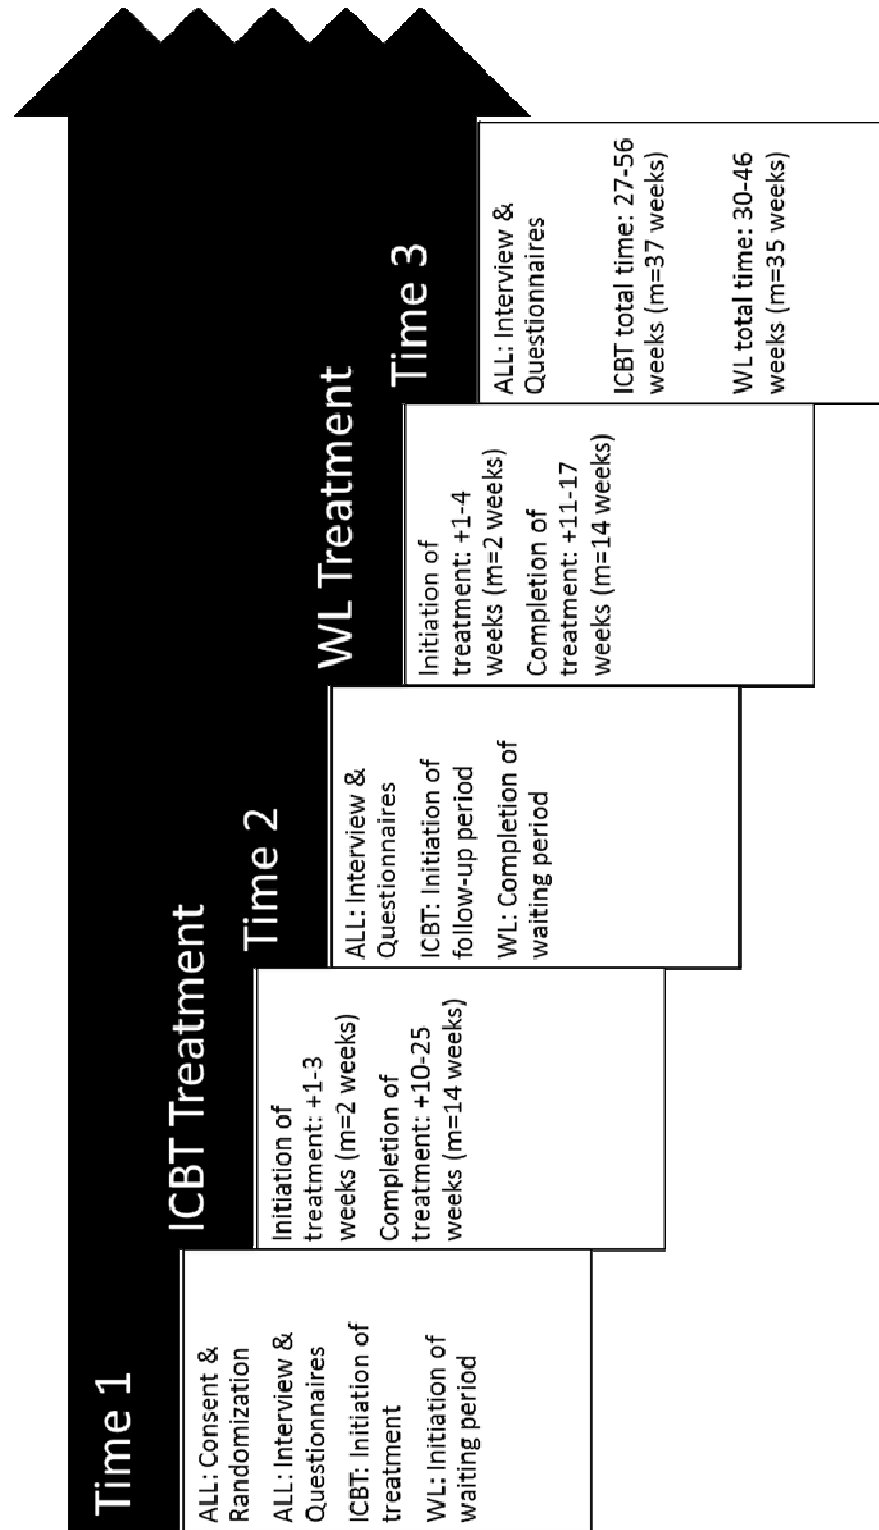 Time 1
ALL: Consent &
Randomization
ALL: Interview &
Questionnaires
ICBT: Initiation of
treatment
WL: Initiation of
waiting period
ICBT Treatment
Initiation of
treatment: +1-3
weeks (m=2 weeks)
Completion of
treatment: +10-25
weeks (m=14 weeks)
Time 2
ALL: Interview &
Questionnaires
ICBT: Initiation of
follow-up period
WL: Completion of
waiting period
WL Treatment
Initiation of
treatment: +1-4
weeks (m=2 weeks)
Completion of
treatment: +11-17
weeks (m=14 weeks)
Time 3
ALL: Interview &
Questionnaires
ICBT total time: 27-56
weeks (m=37 weeks)
WL total time: 30-46
weeks (m=35 weeks)